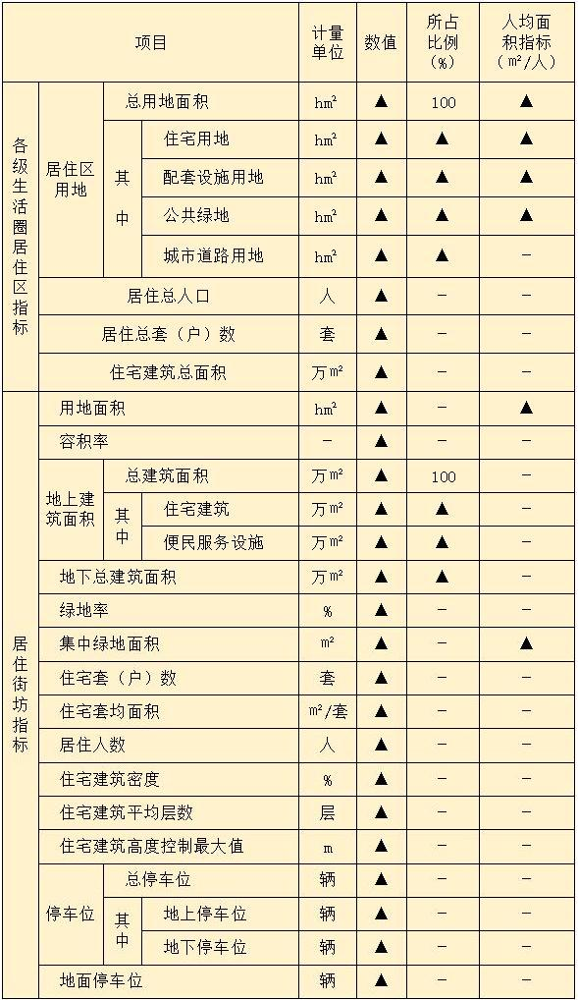 项目 计量单位 数值 所占比例（%） 人均面积指标（㎡/人）
各级生活圈居住区指标
居住区用地
总用地面积 h㎡ ▲ 100 ▲
其中
住宅用地 h㎡ ▲ ▲ ▲
配套设施用地 h㎡ ▲ ▲ ▲
公共绿地 h㎡ ▲ ▲ ▲
城市道路用地 h㎡ ▲ ▲ －
居住总人口 人 ▲ － －
居住总套（户）数 套 ▲ － －
住宅建筑总面积 万㎡ ▲ － －
居住街坊指标
用地面积 h㎡ ▲ － ▲
容积率 － ▲ － －
地上建筑面积
总建筑面积 万㎡ ▲ 100 －
其中
住宅建筑 万㎡ ▲ ▲ －
便民服务设施 万㎡ ▲ ▲ －
地下总建筑面积 万㎡ ▲ ▲ －
绿地率 % ▲ － －
集中绿地面积 ㎡ ▲ － ▲
住宅套（户）数 套 ▲ － －
住宅套均面积 ㎡/套 ▲ － －
居住人数 人 ▲ － －
住宅建筑密度 % ▲ － －
住宅建筑平均层数 层 ▲ － －
住宅建筑高度控制最大值 m ▲ － －
停车位
总停车位 辆 ▲ － －
其中
地上停车位 辆 ▲ － －
地下停车位 辆 ▲ － －
地面停车位 辆 ▲ － －